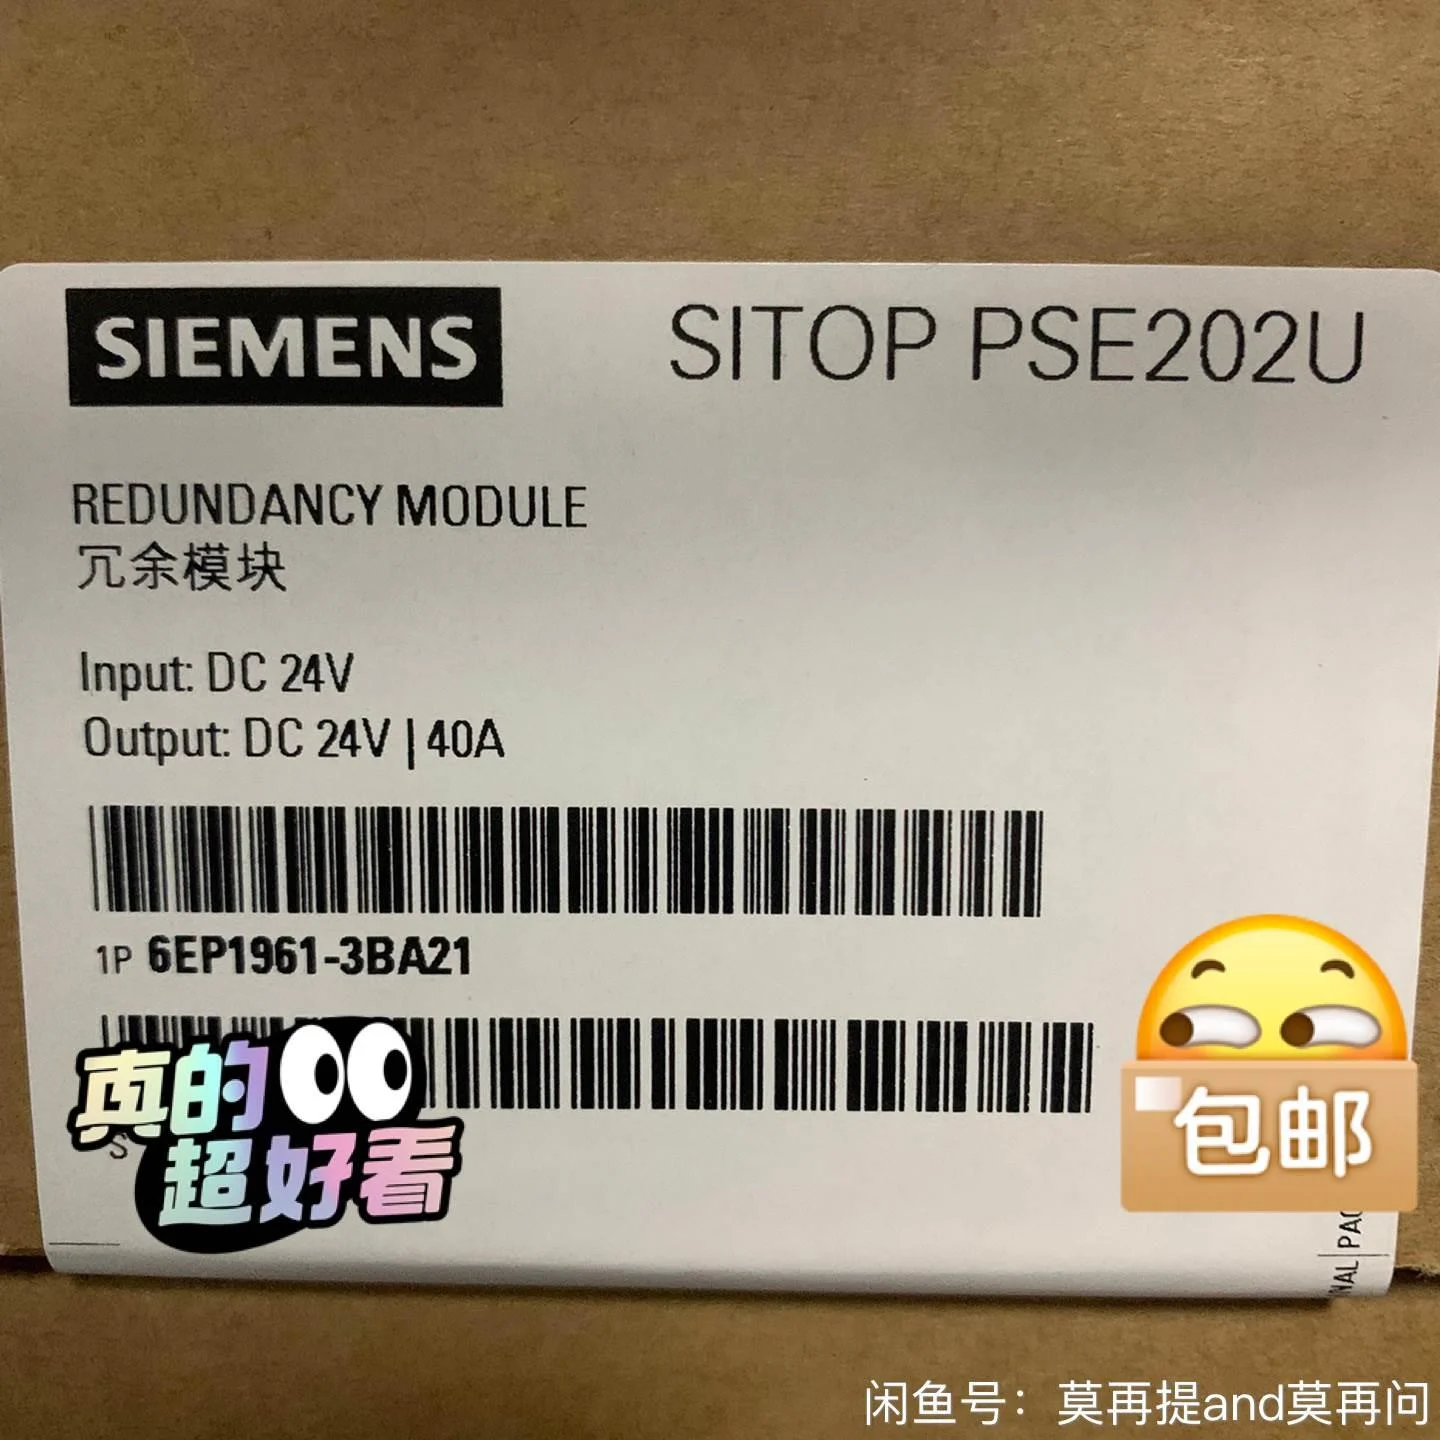 SIEMENS
SITOP PSE202U
REDUNDANCY MODULE
冗余模块
Input: DC 24V
Output: DC 24V | 40A
1P 6EP1961-3BA21
真的
超好看
S
包邮
NAL PAC
闲鱼号：莫再提and莫再问